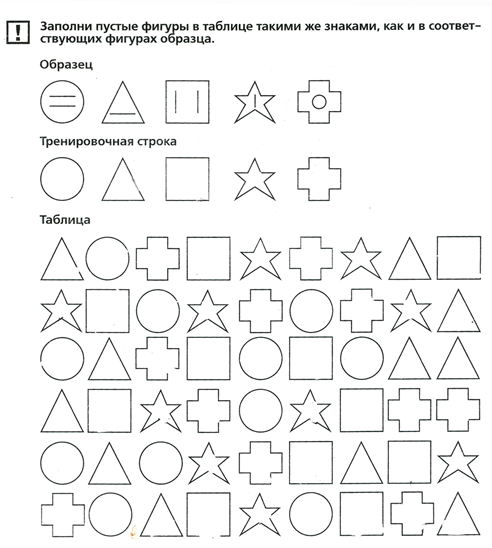 !
Заполни пустые фигуры в таблице такими же знаками, как и в соответ–
ствующих фигурах образца.
Образец
Тренировочная строка
Таблица